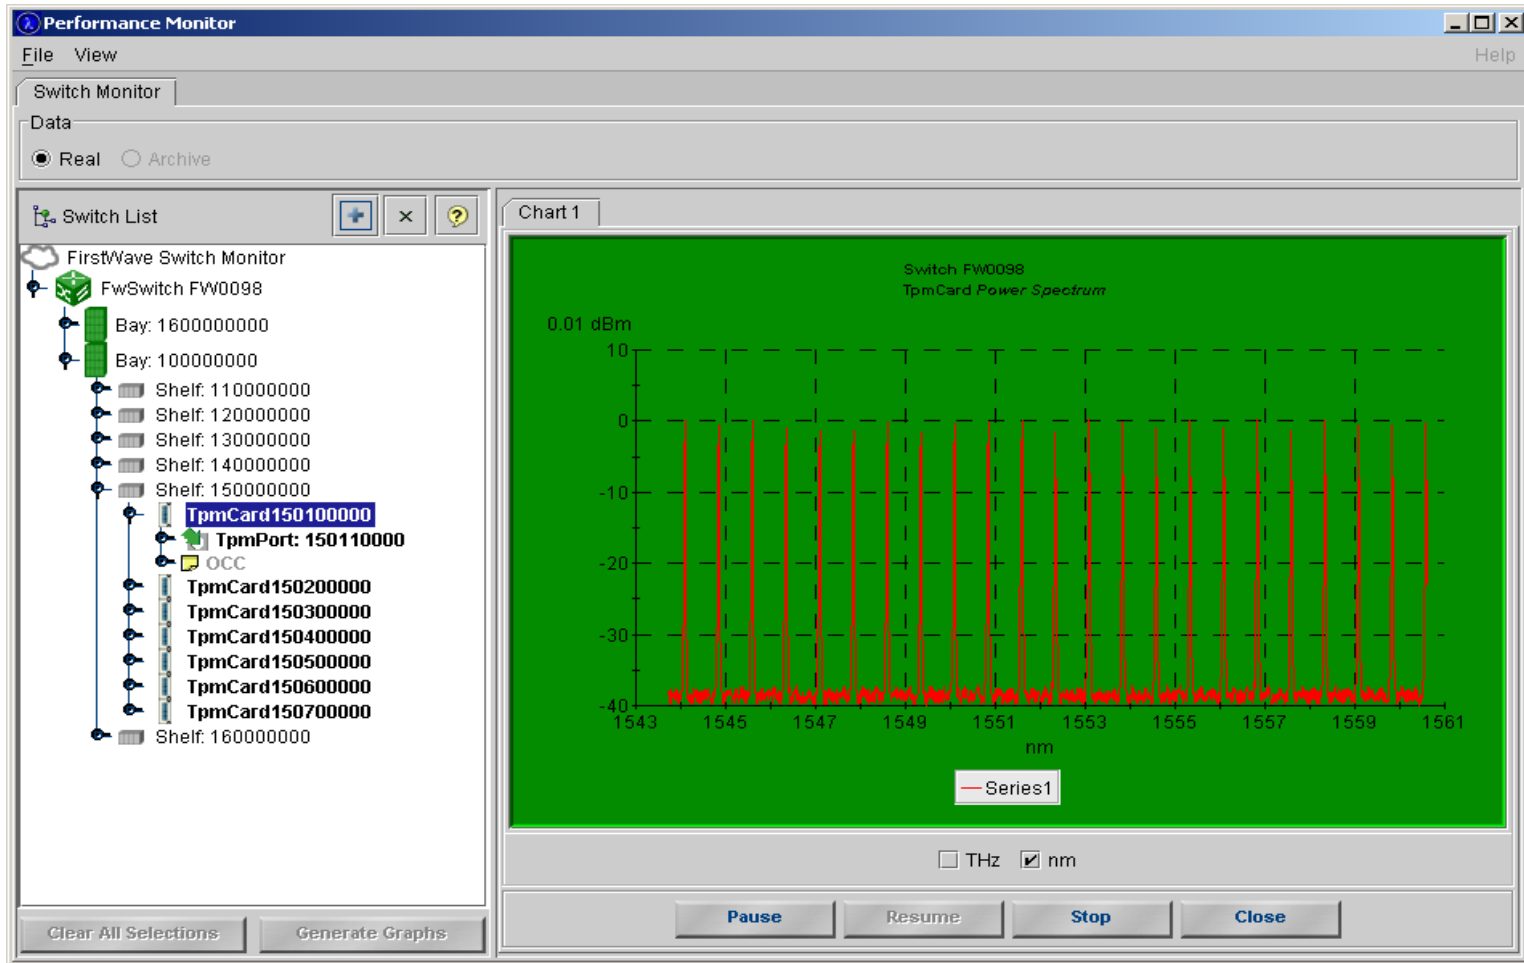 Performance Monitor
File View Help
Switch Monitor
Data
Real Archive
Switch List
FirstWave Switch Monitor
FwSwitch FW0098
Bay: 1600000000
Bay: 100000000
Shelf: 110000000
Shelf: 120000000
Shelf: 130000000
Shelf: 140000000
Shelf: 150000000
TpmCard150100000
TpmPort: 150110000
OCC
TpmCard150200000
TpmCard150300000
TpmCard150400000
TpmCard150500000
TpmCard150600000
TpmCard150700000
Shelf: 160000000
Clear All Selections Generate Graphs
Chart 1
Switch FW0098
TpmCard Power Spectrum
0.01 dBm
10
0
-10
-20
-30
-40
1543 1545 1547 1549 1551 1553 1555 1557 1559 1561
nm
Series1
THz nm
Pause Resume Stop Close